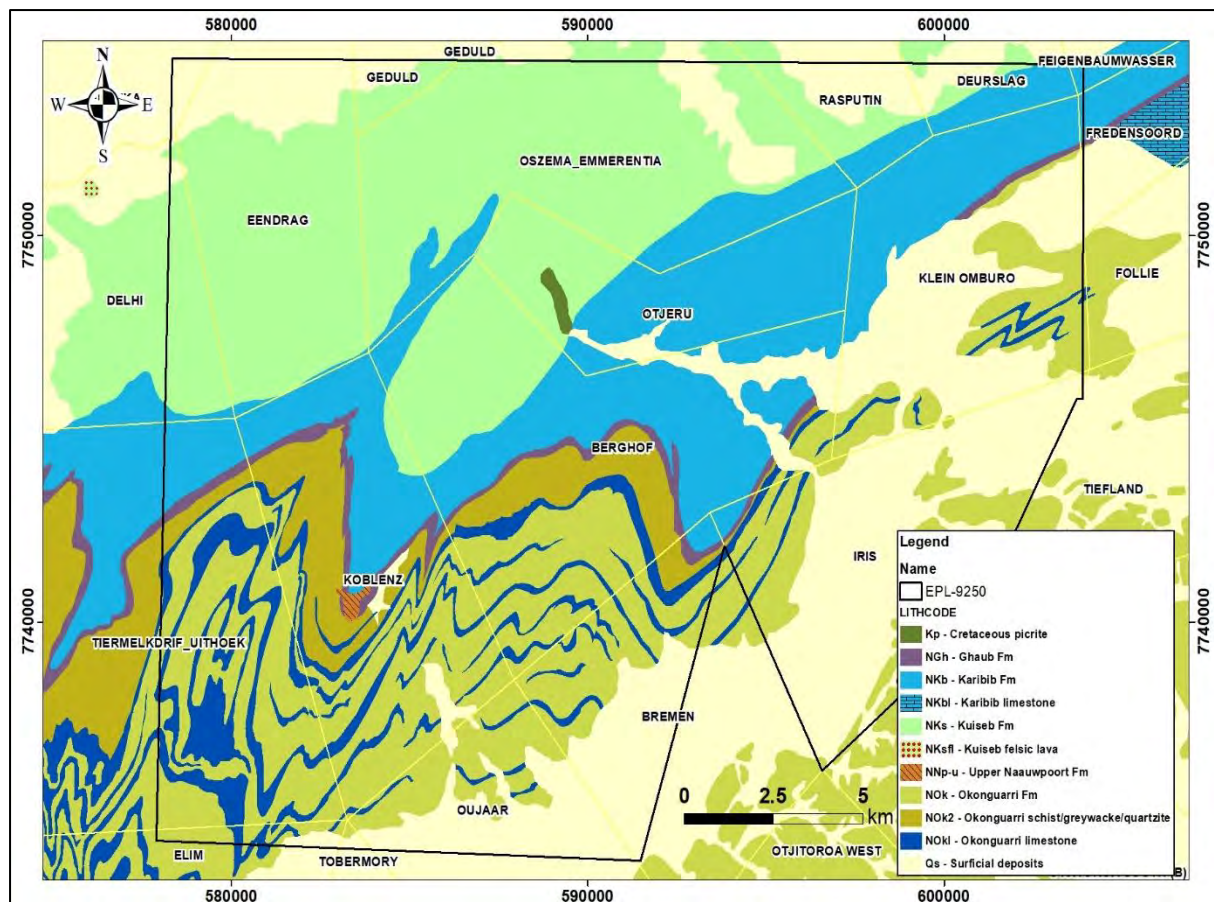 580000
590000
600000
GEDULD
GEDULD
FEIGENBAUMWASSER
DEURSLAG
RASPUTIN
N
W
E
S
FREDENSOORD
OSZEMA_EMMERENTIA
EENDRAG
7750000
7750000
KLEIN OMBURO
FOLLIE
DELHI
OTJERU
BERGHOF
TIEFLAND
IRIS
KOBLENZ
TIERMELKDRIF_UITHOEK
7740000
7740000
BREMEN
OUJAAR
0 2.5 5
km
ELIM
TOBERMORY
OTJITOROA WEST
Legend
Name
EPL-9250
LITHCODE
Kp - Cretaceous picrite
NGh - Ghaub Fm
NKb - Karibib Fm
NKbl - Karibib limestone
NKs - Kuiseb Fm
NKsfl - Kuiseb felsic lava
NNp-u - Upper Naauwpoort Fm
NOk - Okonguarri Fm
NOk2 - Okonguarri schist/greywacke/quartzite
NOkl - Okonguarri limestone
Qs - Surficial deposits
580000
590000
600000